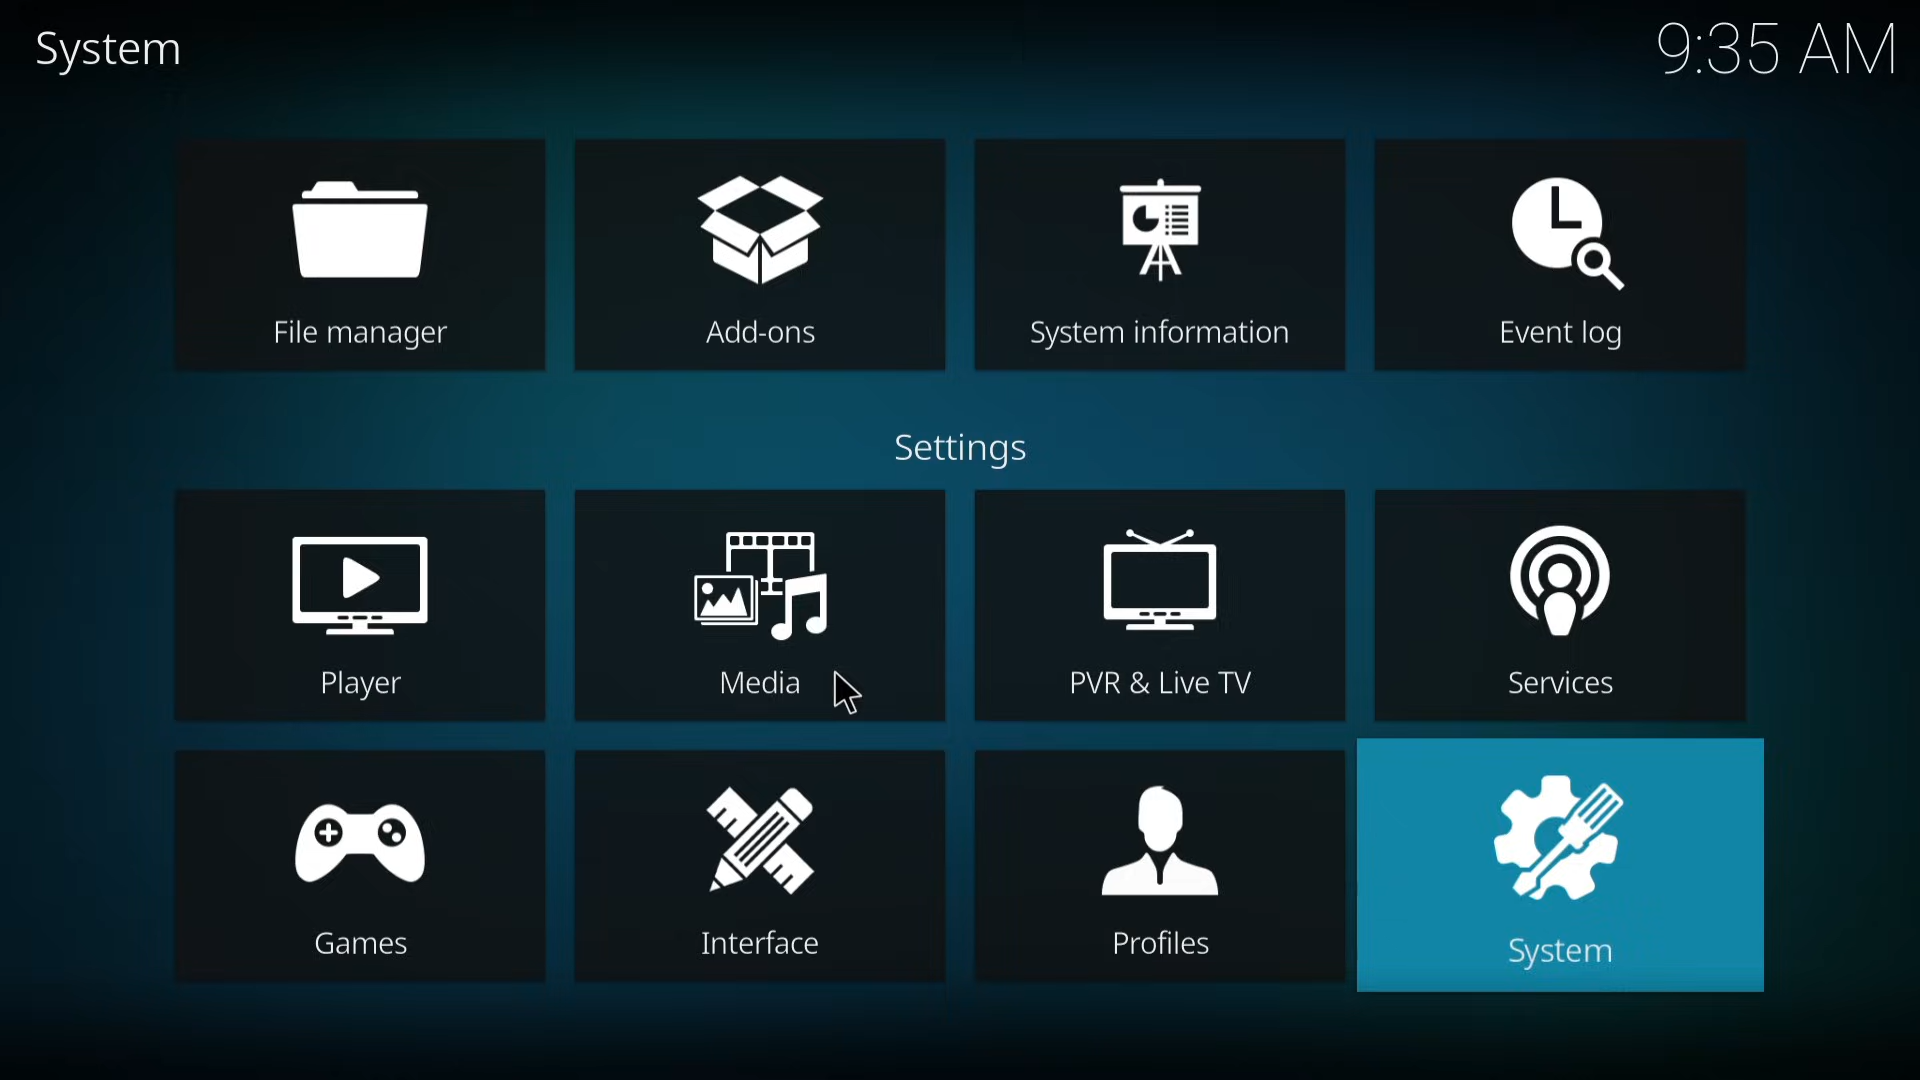 System
9:35 AM
File manager
Add-ons
System information
Event log
Settings
Player
Media
PVR & Live TV
Services
Games
Interface
Profiles
System